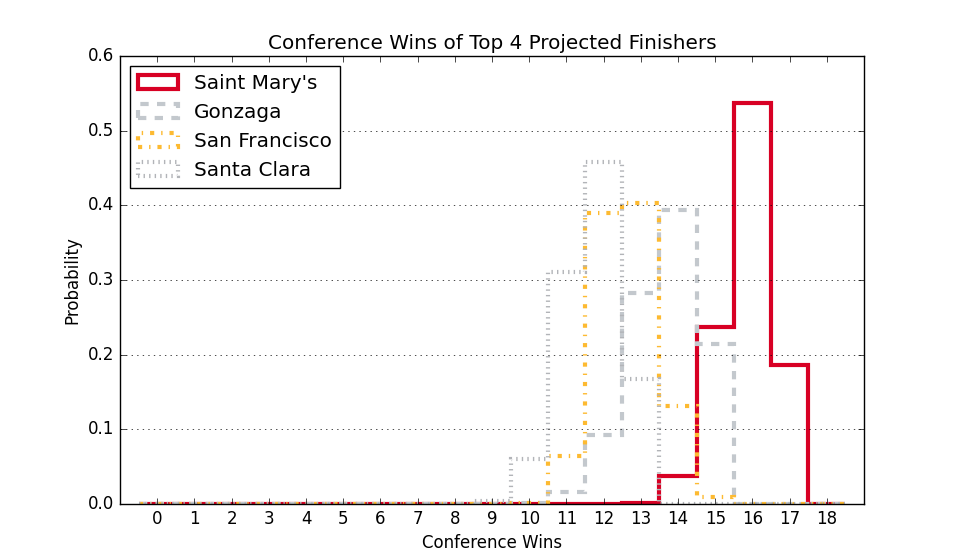 Conference Wins of Top 4 Projected Finishers
0.6
0.5
0.4
0.3
0.2
0.1
0.0
Probability
Saint Mary's
Gonzaga
San Francisco
Santa Clara
0 1 2 3 4 5 6 7 8 9 10 11 12 13 14 15 16 17 18
Conference Wins